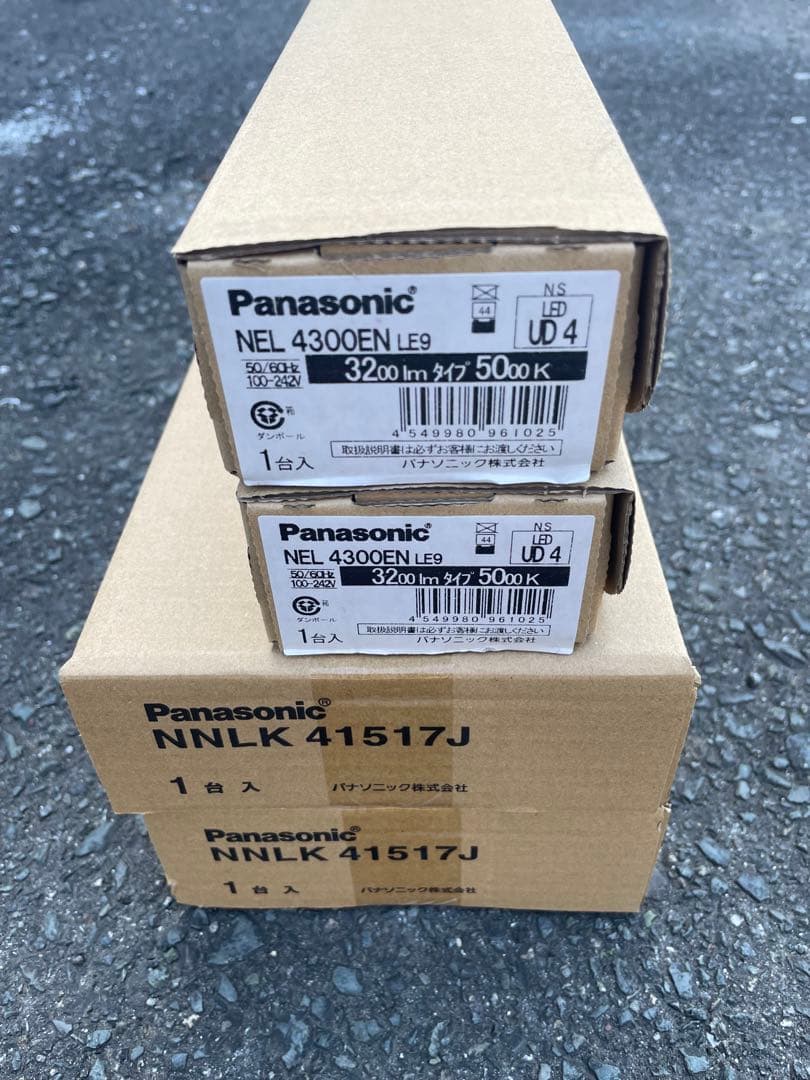 Panasonic®
NEL 4300EN LE9
50/60Hz
100-242V
3200 lm タイプ 5000 K
44
NS
LED
UD 4
箱
ダンボール
4 549980 961025
1台入
取扱説明書は必ずお客様にお渡しください
パナソニック株式会社
Panasonic®
NEL 4300EN LE9
50/60Hz
100-242V
3200 lm タイプ 5000 K
44
NS
LED
UD 4
箱
ダンボール
4 549980 961025
1台入
取扱説明書は必ずお客様にお渡しください
パナソニック株式会社
Panasonic®
NNLK 41517J
1台入 パナソニック株式会社
Panasonic®
NNLK 41517J
1台入 パナソニック株式会社